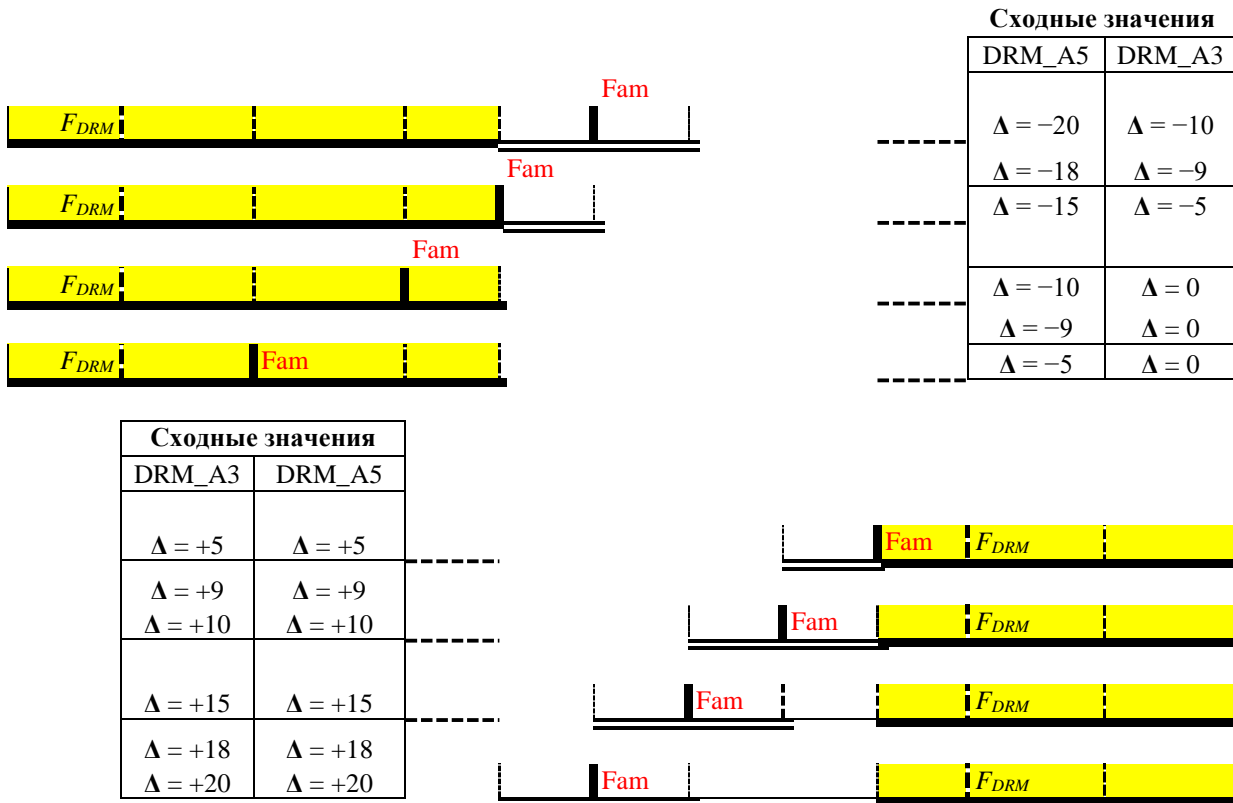 Сходные значения
DRM_A5 DRM_A3
Fam
F_DRM Δ = −20 Δ = −10
Fam Δ = −18 Δ = −9
F_DRM Δ = −15 Δ = −5
Fam
F_DRM Δ = −10 Δ = 0
Δ = −9 Δ = 0
F_DRM Fam Δ = −5 Δ = 0
Сходные значения
DRM_A3 DRM_A5
Δ = +5 Δ = +5 Fam F_DRM
Δ = +9 Δ = +9
Δ = +10 Δ = +10 Fam F_DRM
Δ = +15 Δ = +15 Fam F_DRM
Δ = +18 Δ = +18
Δ = +20 Δ = +20 Fam F_DRM